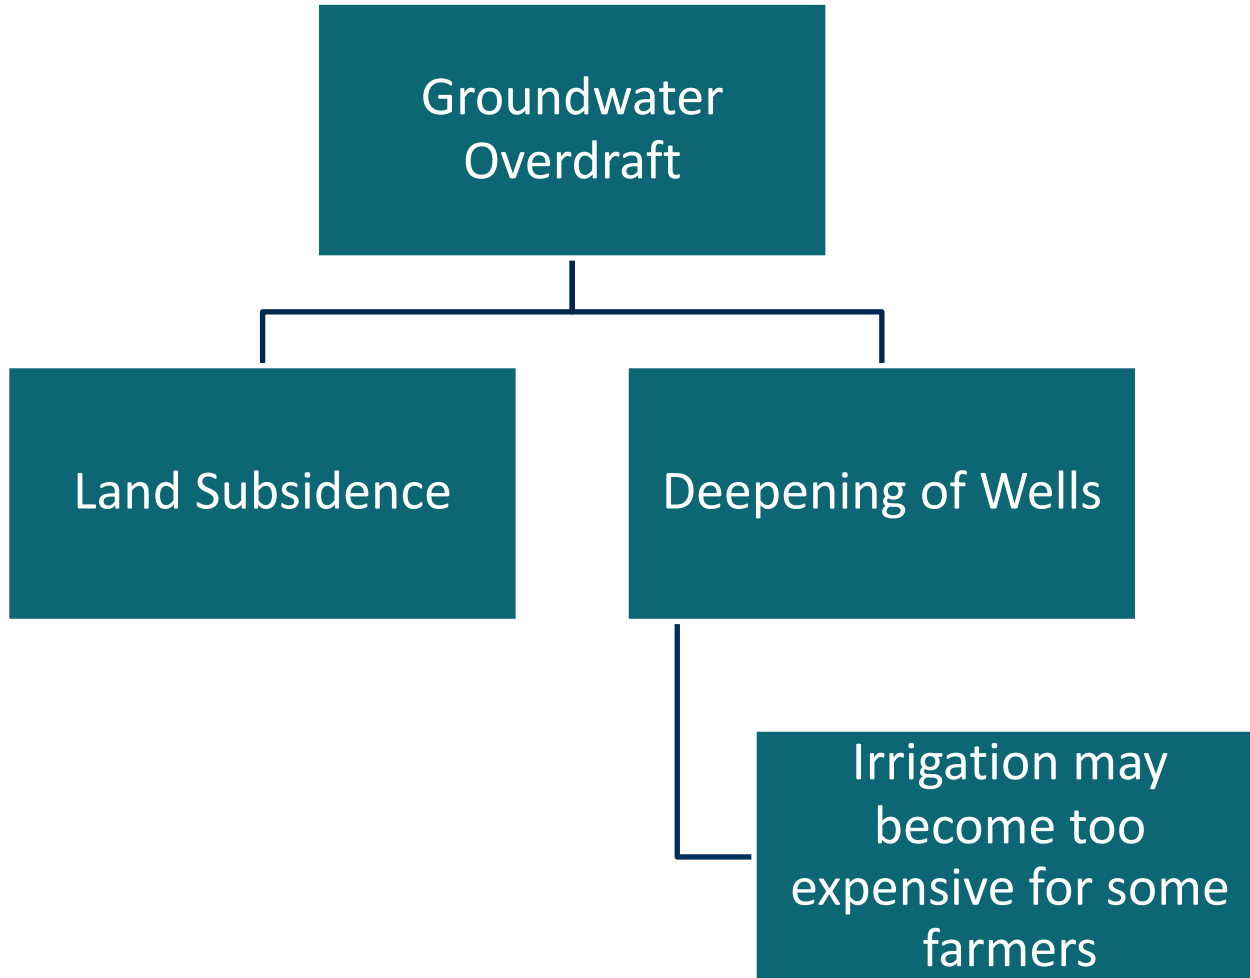 Groundwater
Overdraft
Land Subsidence
Deepening of Wells
Irrigation may
become too
expensive for some
farmers